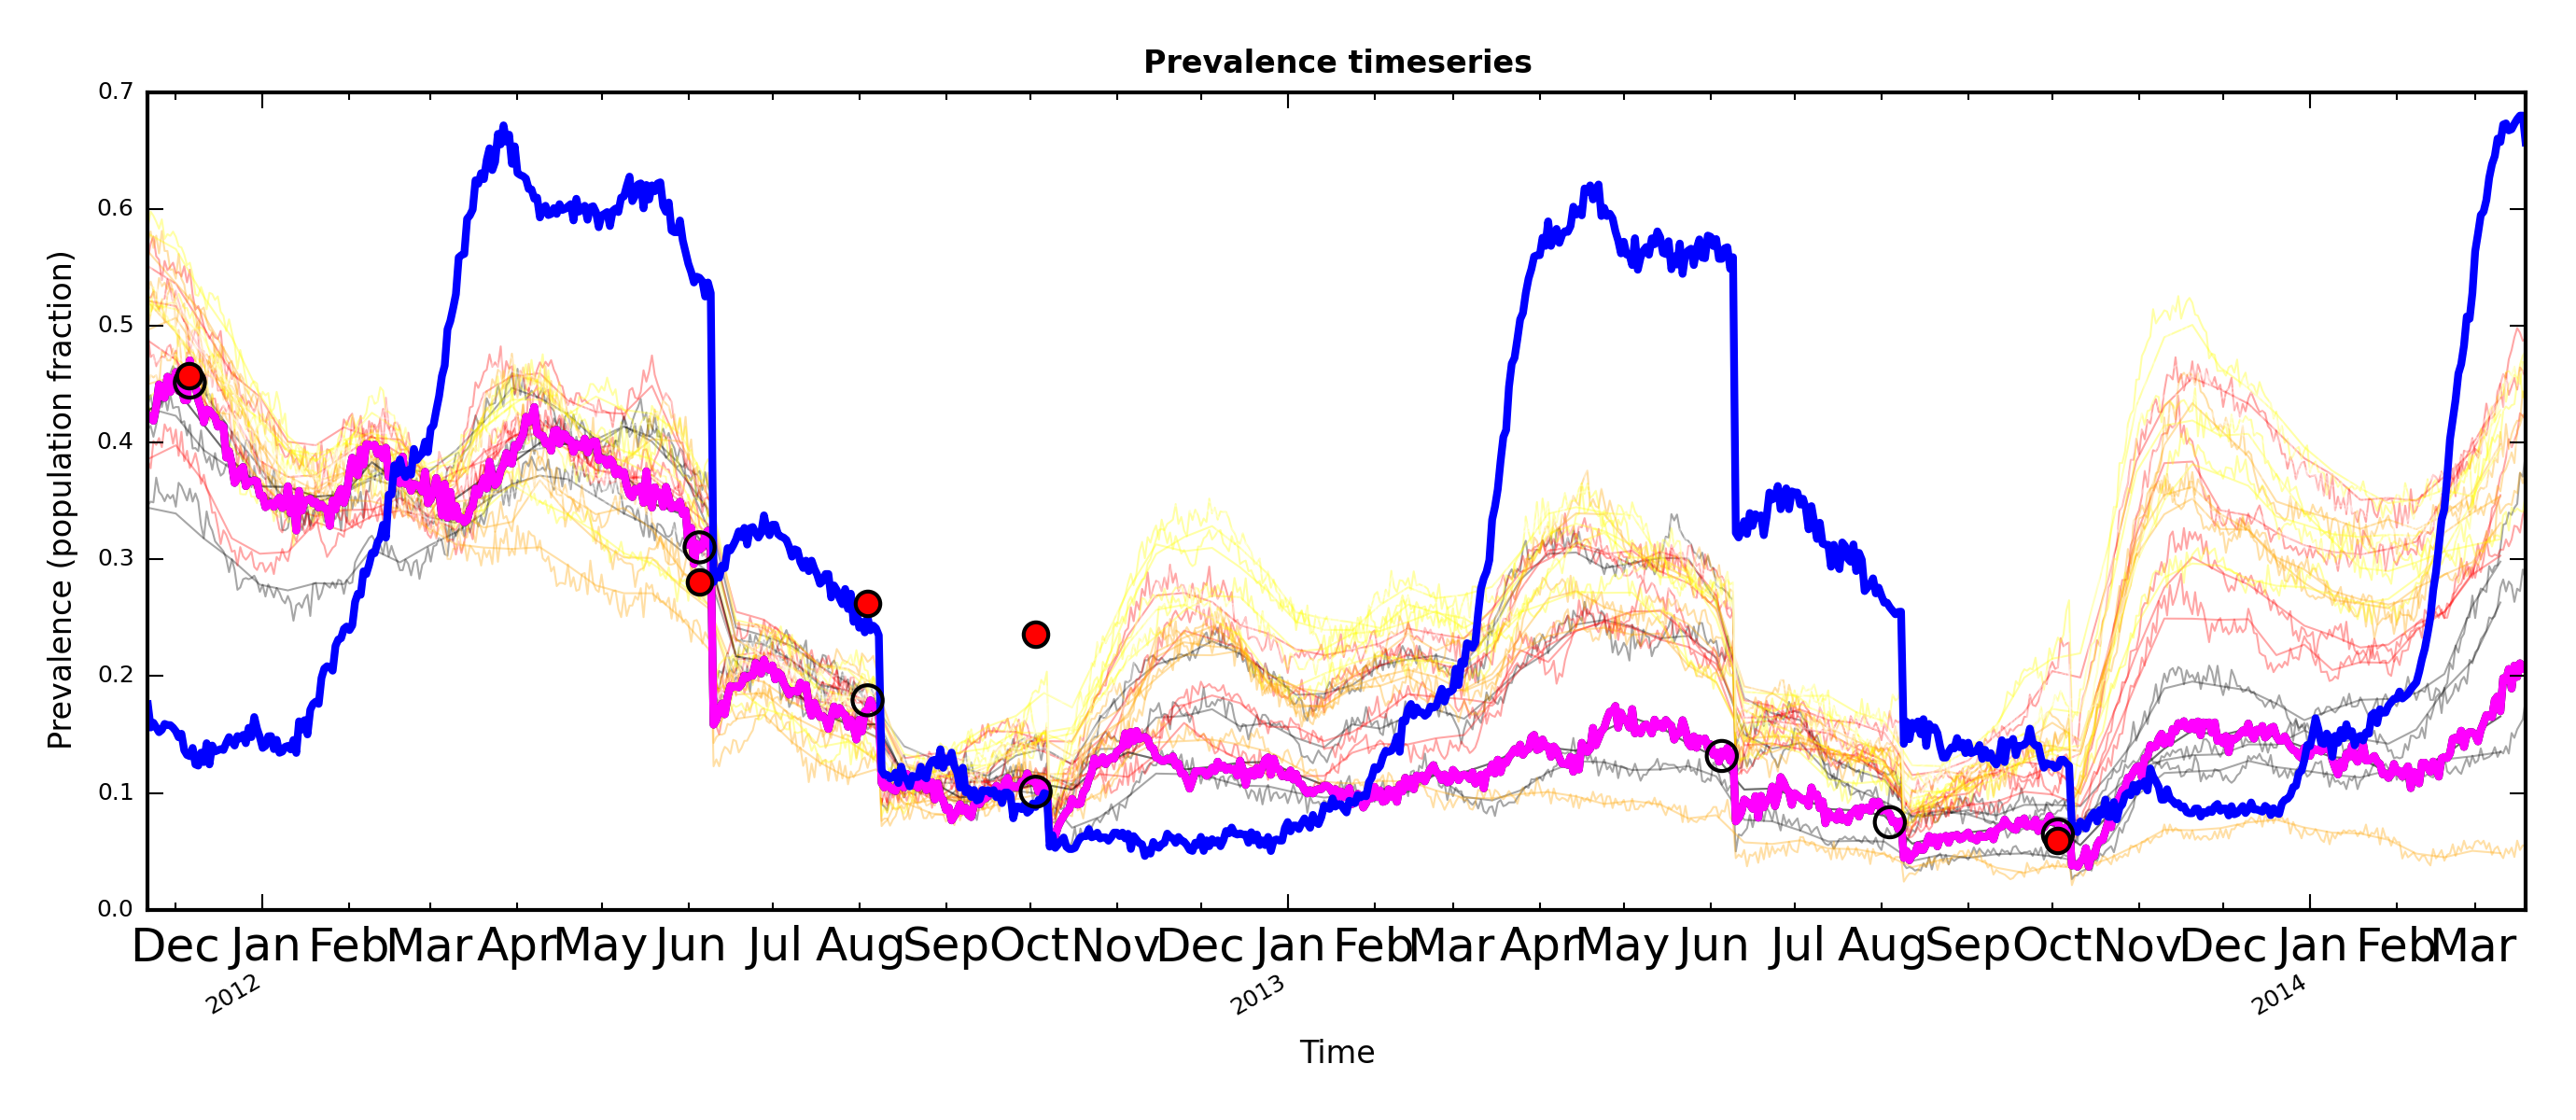 Prevalence timeseries
0.7
0.6
0.5
0.4
0.3
0.2
0.1
0.0
Prevalence (population fraction)
Dec Jan Feb Mar Apr May Jun Jul Aug Sep Oct Nov Dec Jan Feb Mar Apr May Jun Jul Aug Sep Oct Nov Dec Jan Feb Mar
2012 2013 2014
Time